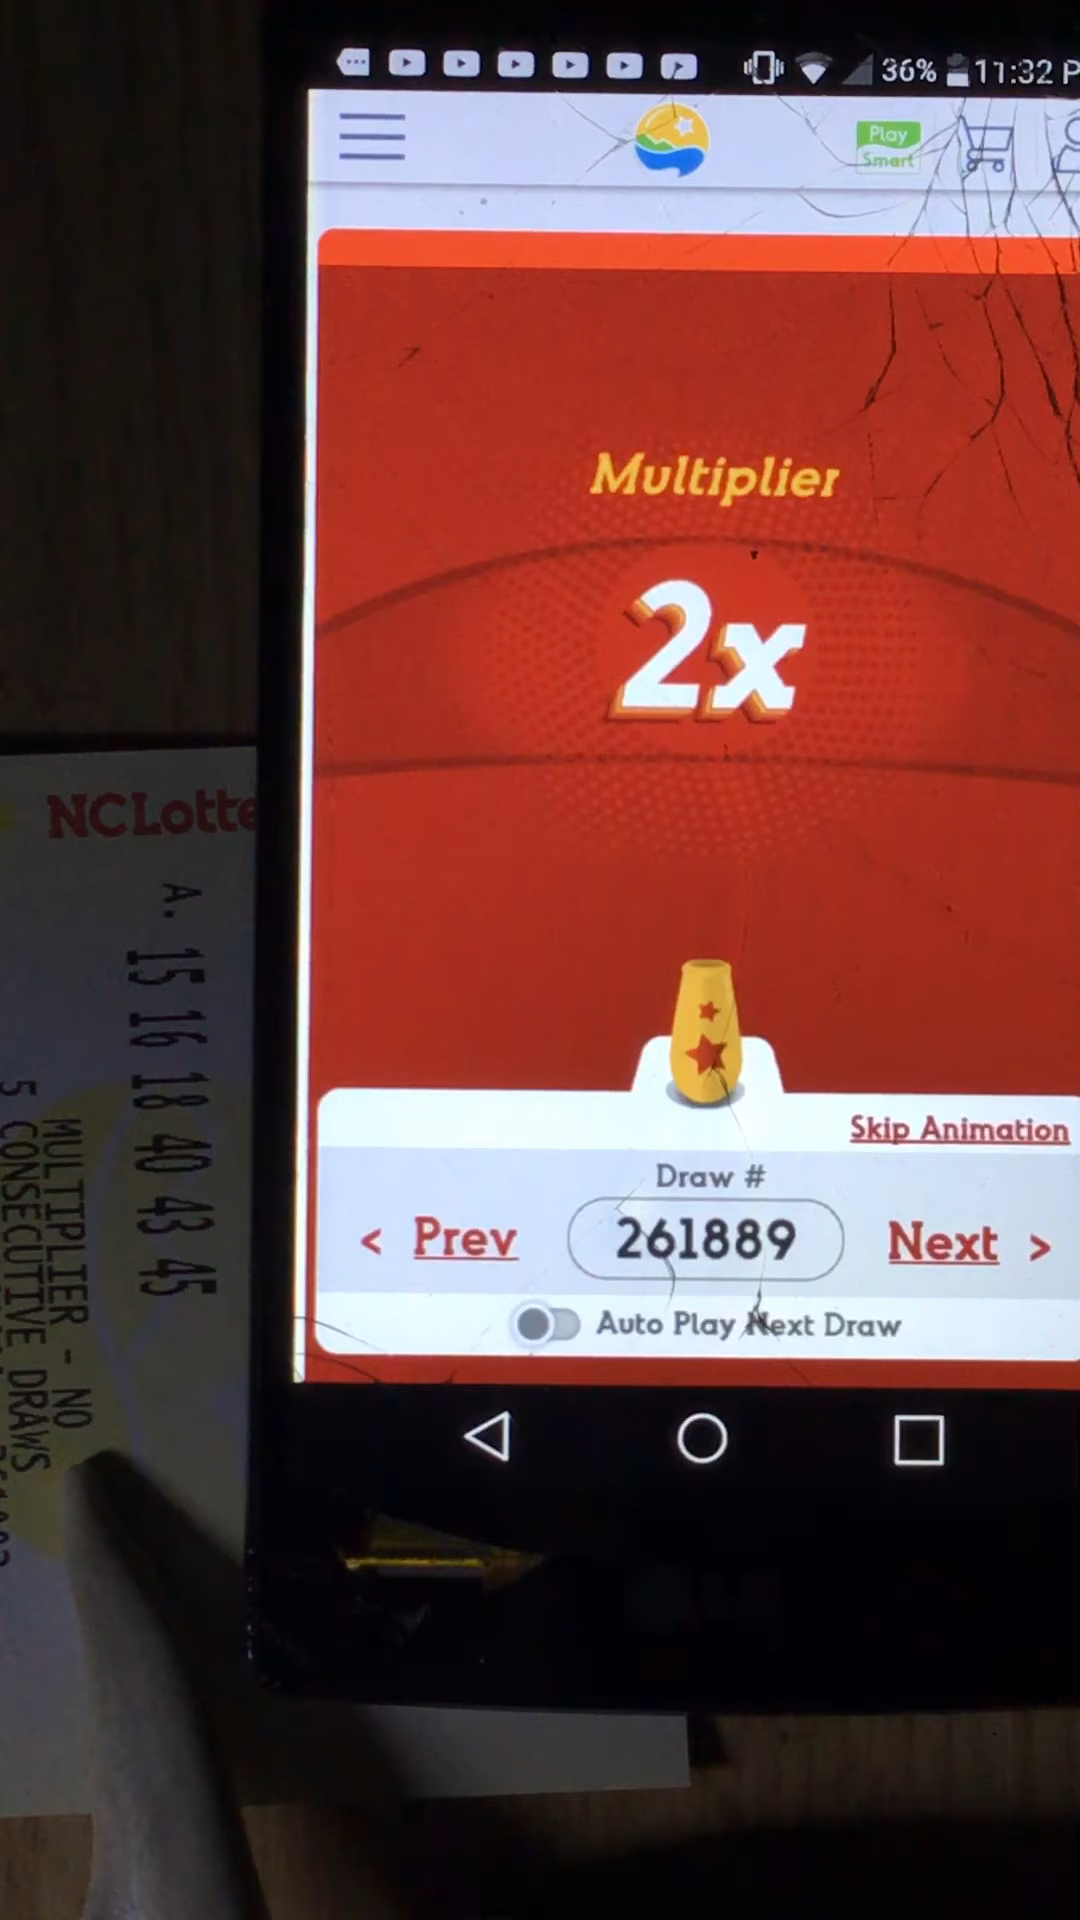 36% 11:32 P
Play
Smart
Multiplier
2x
Skip Animation
Draw #
< Prev
261889
Next >
Auto Play Next Draw
NCLotte
A. 15 16 18 40 43 45
MULTIPLIER - NO
5 CONSECUTIVE DRAWS